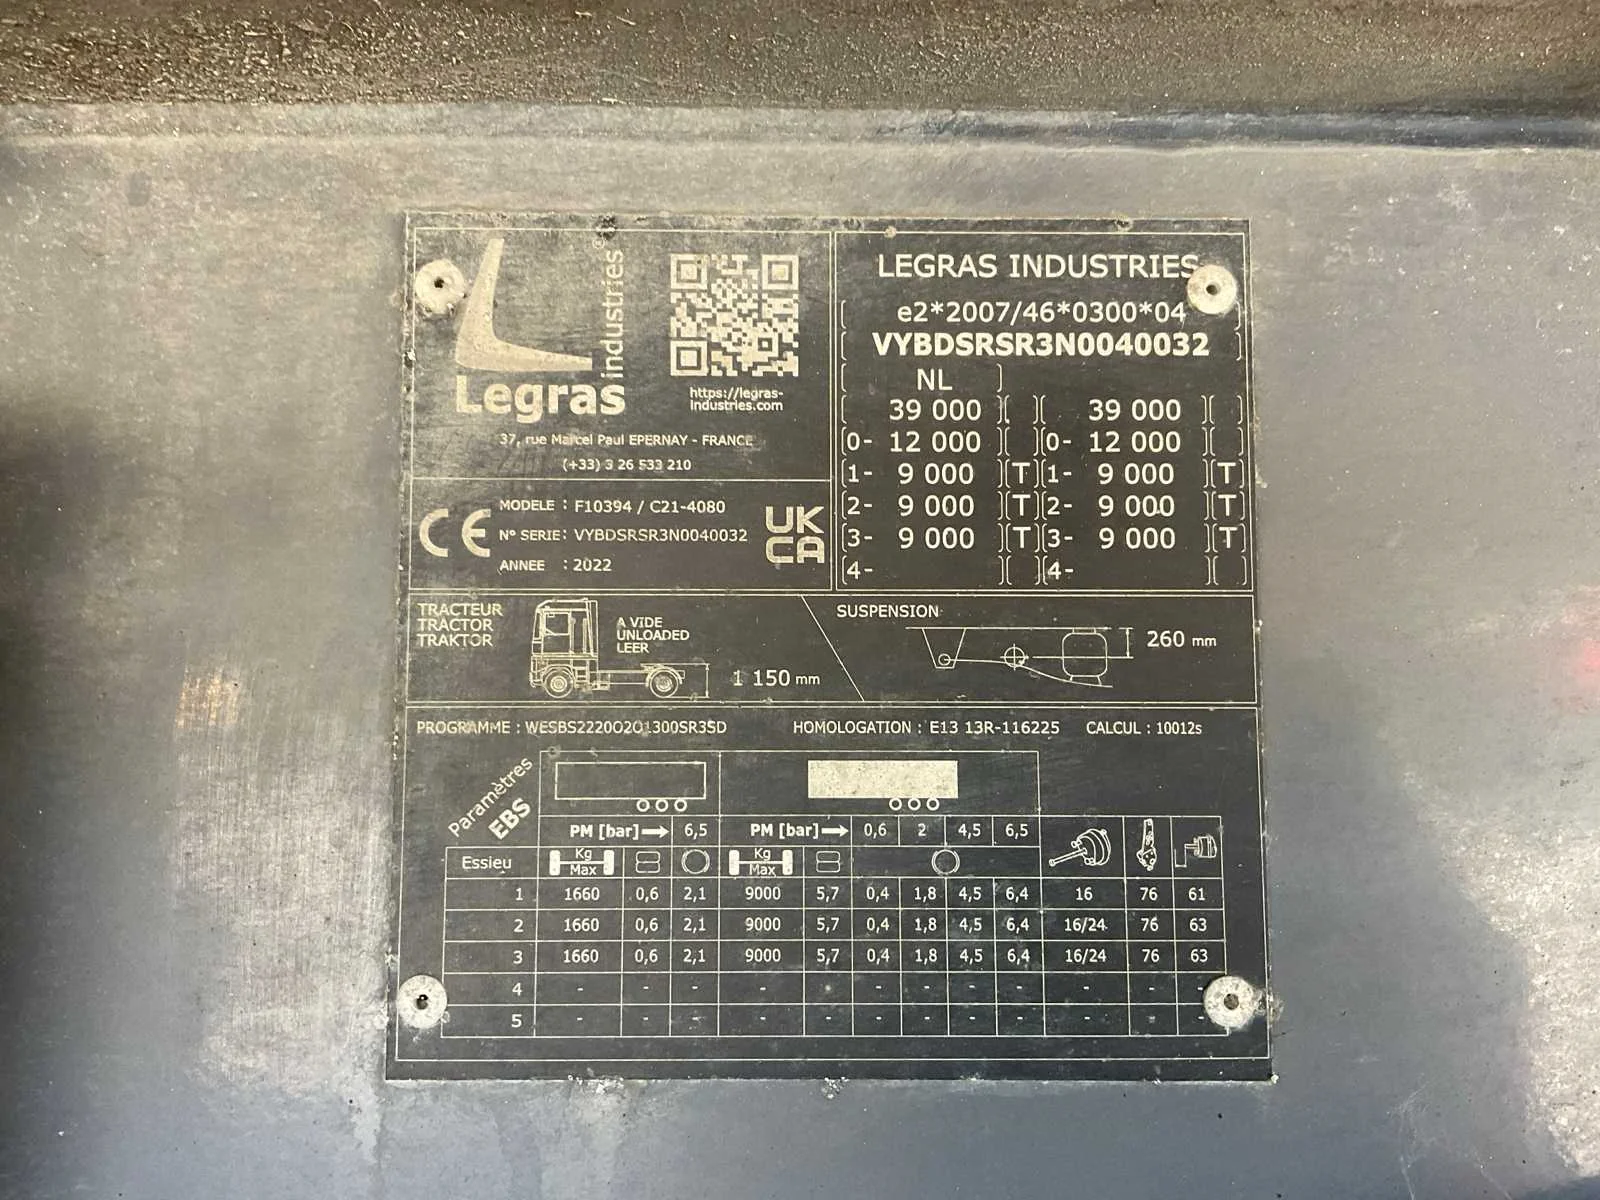 Legras industries®
https://legras-
industries.com
37, rue Marcel Paul EPERNAY - FRANCE
(+33) 3 26 533 210
CE
MODELE : F10394 / C21-4080
N° SERIE : VYBDSRSR3N0040032
ANNEE : 2022
UK
CA
LEGRAS INDUSTRIES
e2*2007/46*0300*04
VYBDSRSR3N0040032
NL
39 000 39 000
0- 12 000 0- 12 000
1- 9 000 T 1- 9 000 T
2- 9 000 T 2- 9 000 T
3- 9 000 T 3- 9 000 T
4- 4-
TRACTEUR
TRACTOR
TRAKTOR
A VIDE
UNLOADED
LEER
1 150 mm
SUSPENSION
260 mm
PROGRAMME : HOMOLOGATION : E13 13R-116225 CALCUL : 10012s
Paramètres
EBS
PM [bar] 6,5 PM [bar] 0,6 2 4,5 6,5
Essieu Kg Max Kg Max
1 1660 0,6 2,1 9000 5,7 0,4 1,8 4,5 6,4 16 76 61
2 1660 0,6 2,1 9000 5,7 0,4 1,8 4,5 6,4 16/24 76 63
3 1660 0,6 2,1 9000 5,7 0,4 1,8 4,5 6,4 16/24 76 63
4 - - - - - - - - - - - -
5 - - - - - - - - - - - -